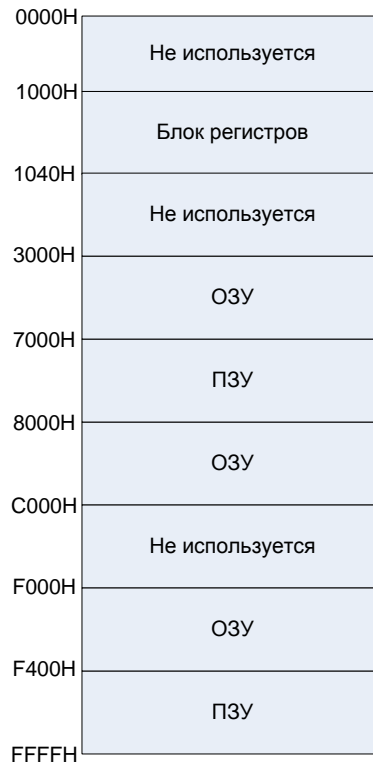 0000H
Не используется
1000H
Блок регистров
1040H
Не используется
3000H
ОЗУ
7000H
ПЗУ
8000H
ОЗУ
C000H
Не используется
F000H
ОЗУ
F400H
ПЗУ
FFFFH